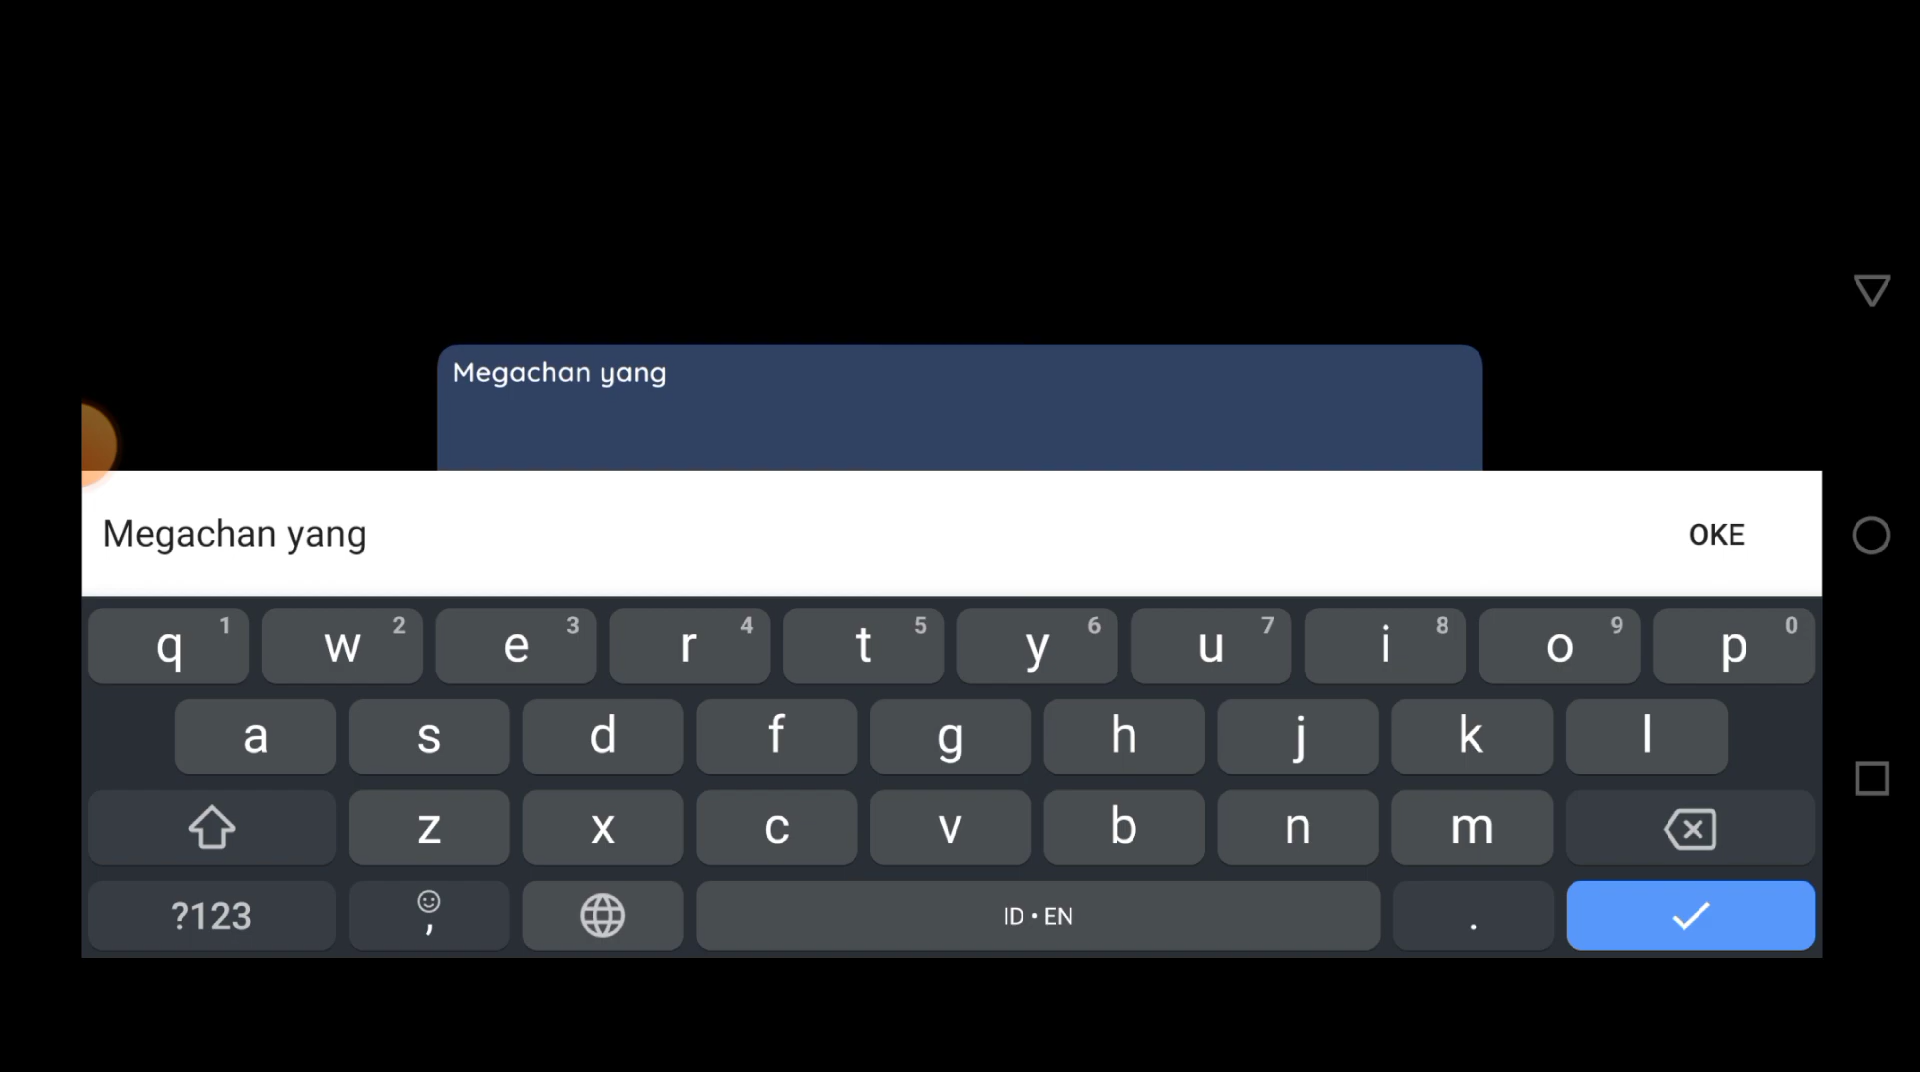 Megachan yang
Megachan yang OKE
q 1 w 2 e 3 r 4 t 5 y 6 u 7 i 8 o 9 p 0
a s d f g h j k l
z x c v b n m
?123 , ID • EN .